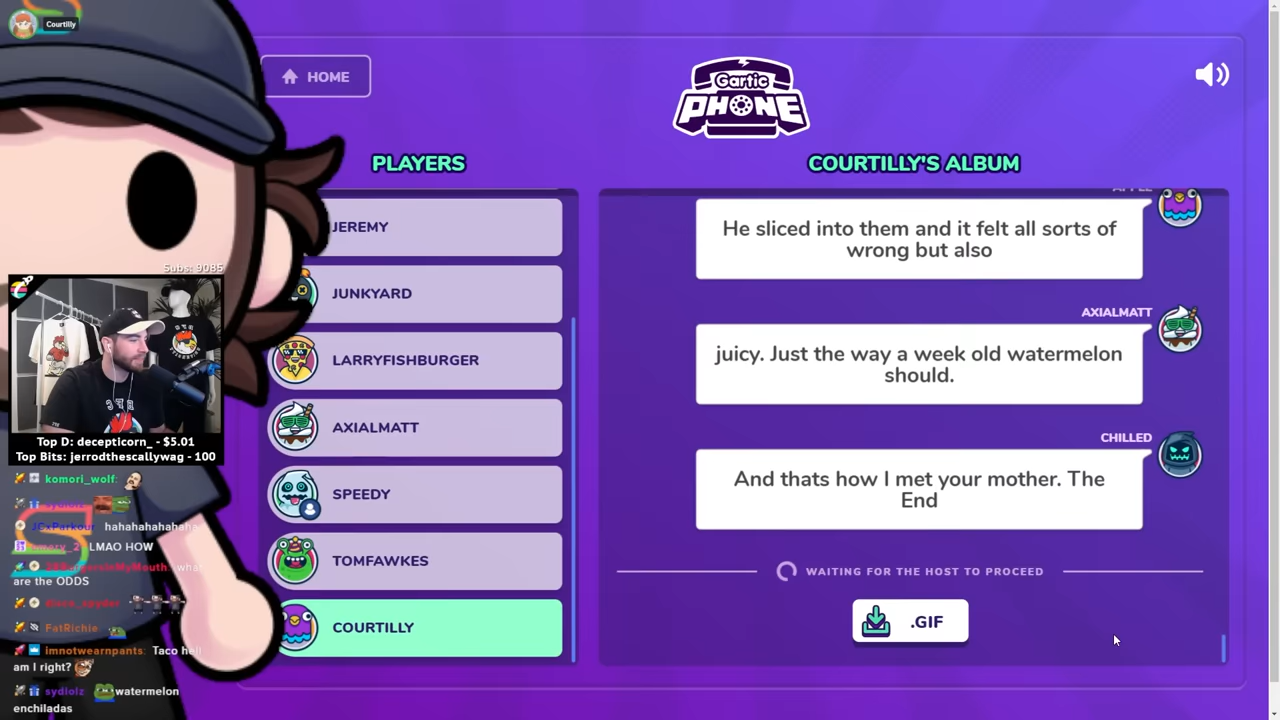 Courtilly
HOME
Gartic
PHONE
PLAYERS
JEREMY
JUNKYARD
LARRYFISHBURGER
AXIALMATT
SPEEDY
TOMFAWKES
COURTILLY
COURTILLY'S ALBUM
He sliced into them and it felt all sorts of
wrong but also
AXIALMATT
juicy. Just the way a week old watermelon
should.
CHILLED
And thats how I met your mother. The
End
WAITING FOR THE HOST TO PROCEED
.GIF
Subs: 9085
Top D: decepticorn_ - $5.01
Top Bits: jerrodthescallywag - 100
komori_wolf:
sydiolz
JCxParkour: hahahahahahaha
LMAO HOW
what
are the ODDS
FatRichie:
imnotwearnpants: Taco hell
am I right?
sydiolz watermelon
enchiladas